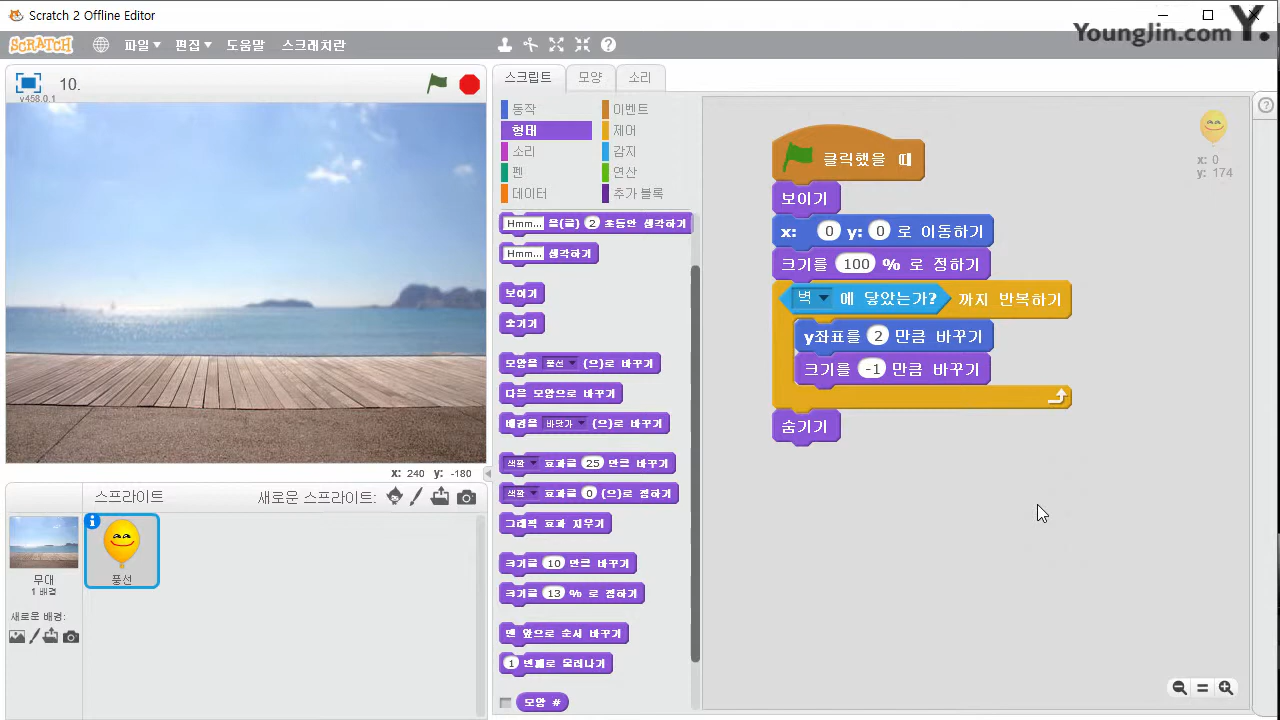 Scratch 2 Offline Editor
YoungJin.com Y.
SCRATCH 파일 편집 도움말 스크래치란
10.
v458.0.1
스크립트 모양 소리
동작 이벤트
형태 제어
소리 감지
펜 연산
데이터 추가 블록
Hmm... 을(를) 2 초동안 생각하기
Hmm... 생각하기
보이기
숨기기
모양을 풍선 (으)로 바꾸기
다음 모양으로 바꾸기
배경을 바닷가 (으)로 바꾸기
색깔 효과를 25 만큼 바꾸기
색깔 효과를 0 (으)로 정하기
그래픽 효과 지우기
크기를 10 만큼 바꾸기
크기를 13 % 로 정하기
맨 앞으로 순서 바꾸기
1 번째로 물러나기
모양 #
클릭했을 때
보이기
x: 0 y: 0 로 이동하기
크기를 100 % 로 정하기
벽 에 닿았는가? 까지 반복하기
y좌표를 2 만큼 바꾸기
크기를 -1 만큼 바꾸기
숨기기
x: 0
y: 174
x: 240 y: -180
스프라이트 새로운 스프라이트:
무대
1 배경
풍선
새로운 배경: